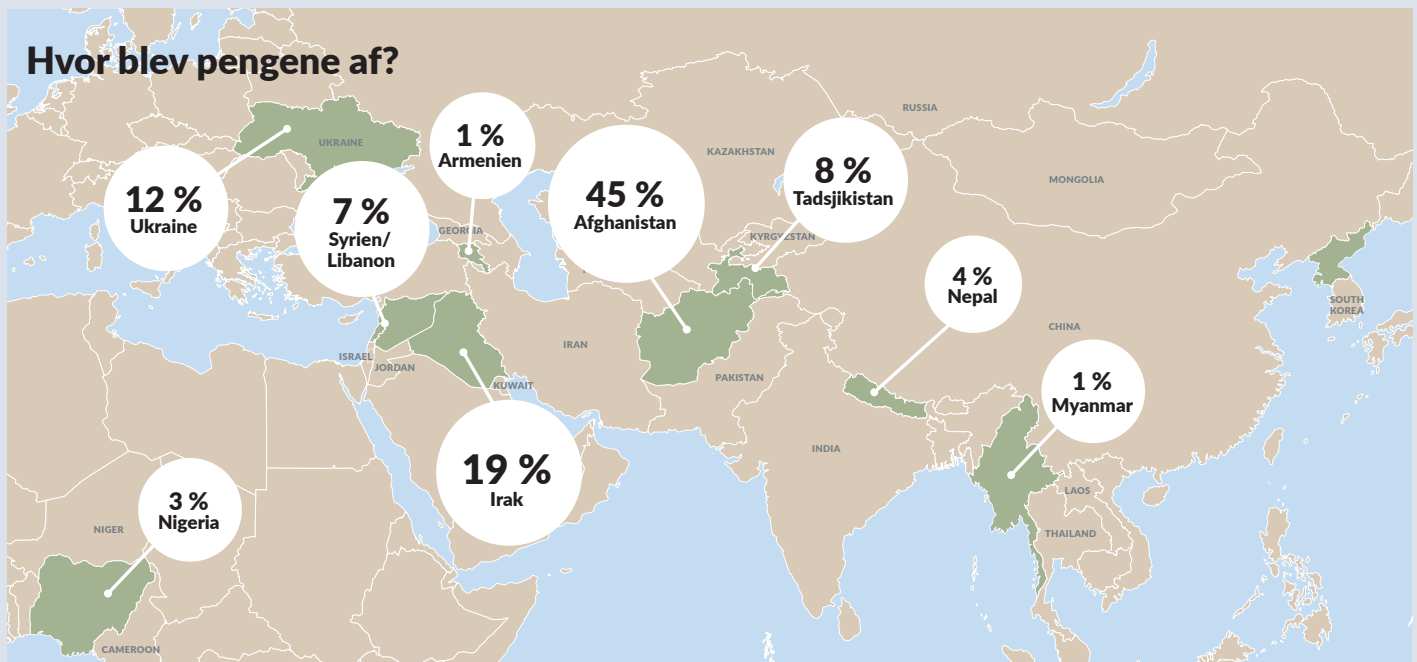 Hvor blev pengene af?
RUSSIA
UKRAINE
1 %
Armenien
KAZAKHSTAN
45 %
Afghanistan
8 %
Tadsjikistan
MONGOLIA
12 %
Ukraine
7 %
Syrien/
Libanon
GEORGIA
KYRGYZSTAN
4 %
Nepal
SOUTH
KOREA
CHINA
IRAN
ISRAEL
JORDAN
KUWAIT
PAKISTAN
1 %
Myanmar
INDIA
19 %
Irak
LAOS
3 %
Nigeria
NIGER
THAILAND
CAMEROON